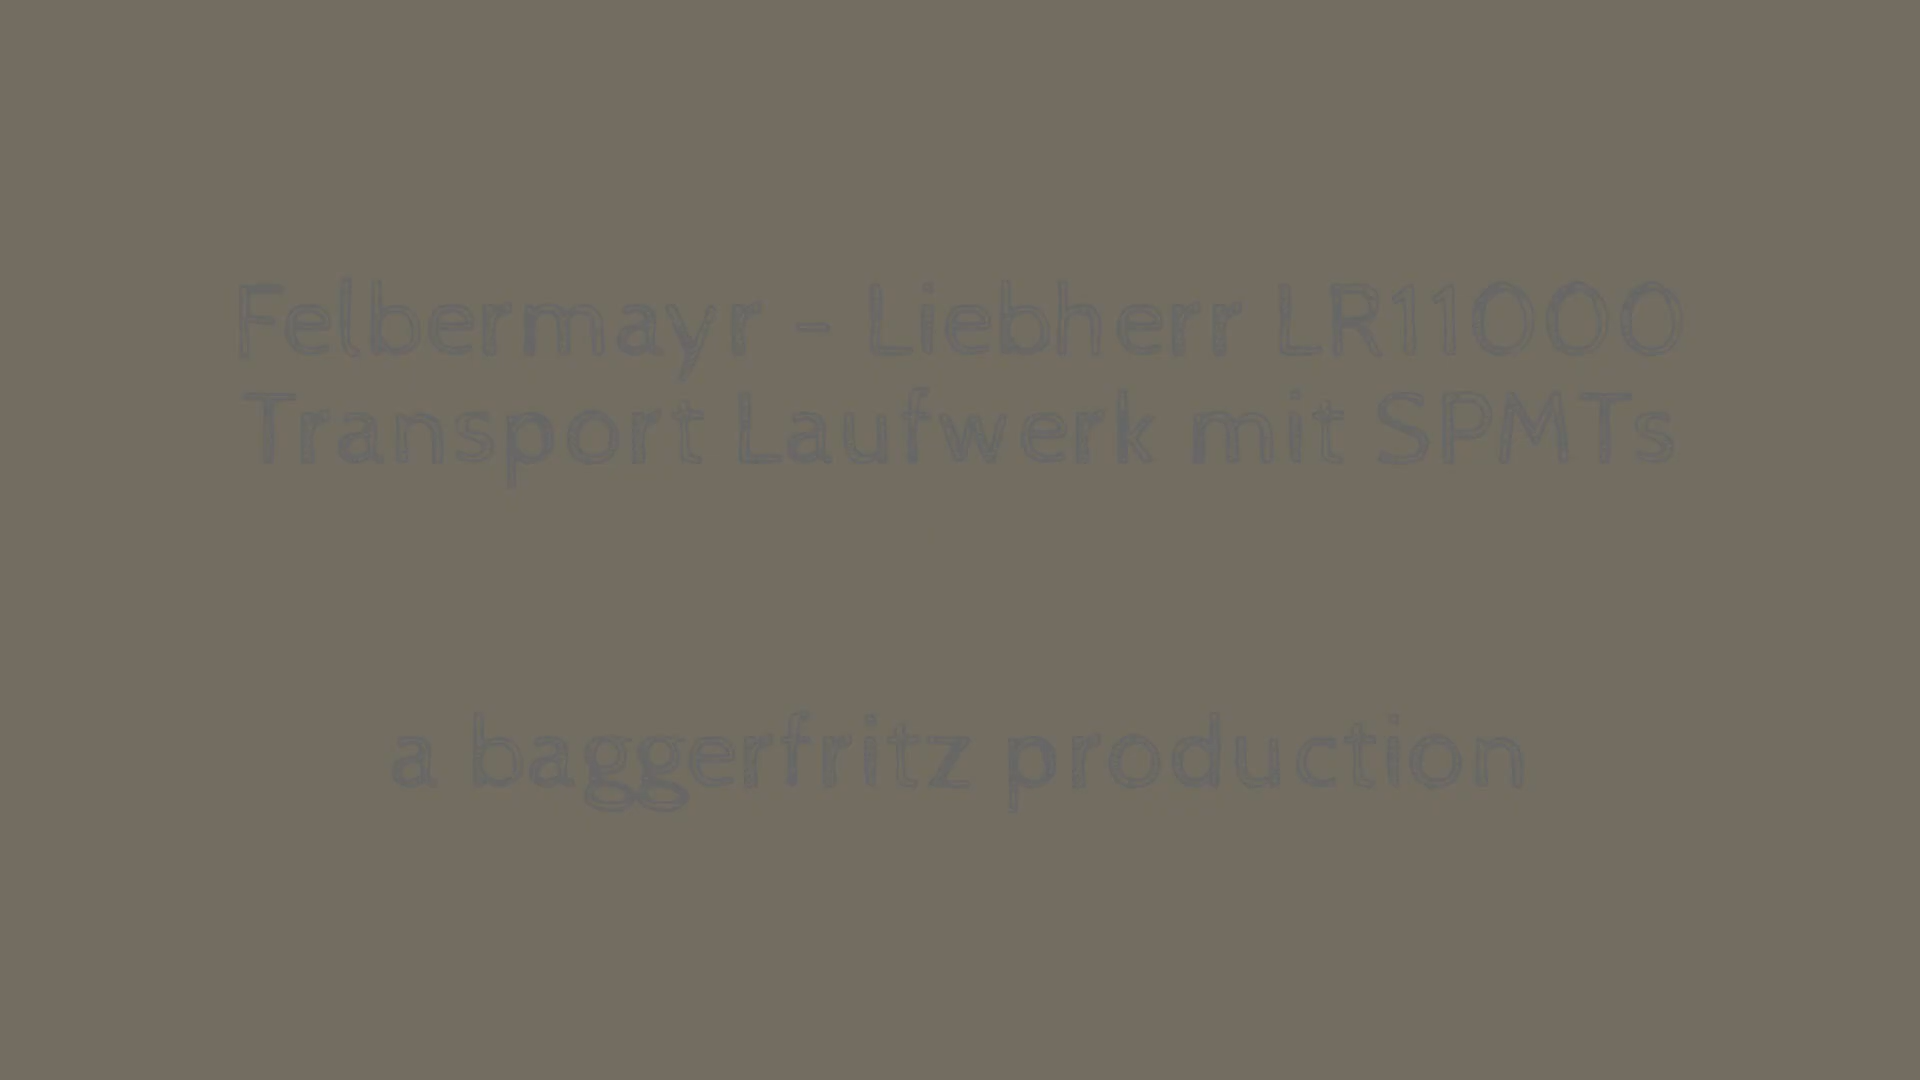 Felbermayr - Liebherr LR11000
Transport Laufwerk mit SPMTs
a baggerfritz production